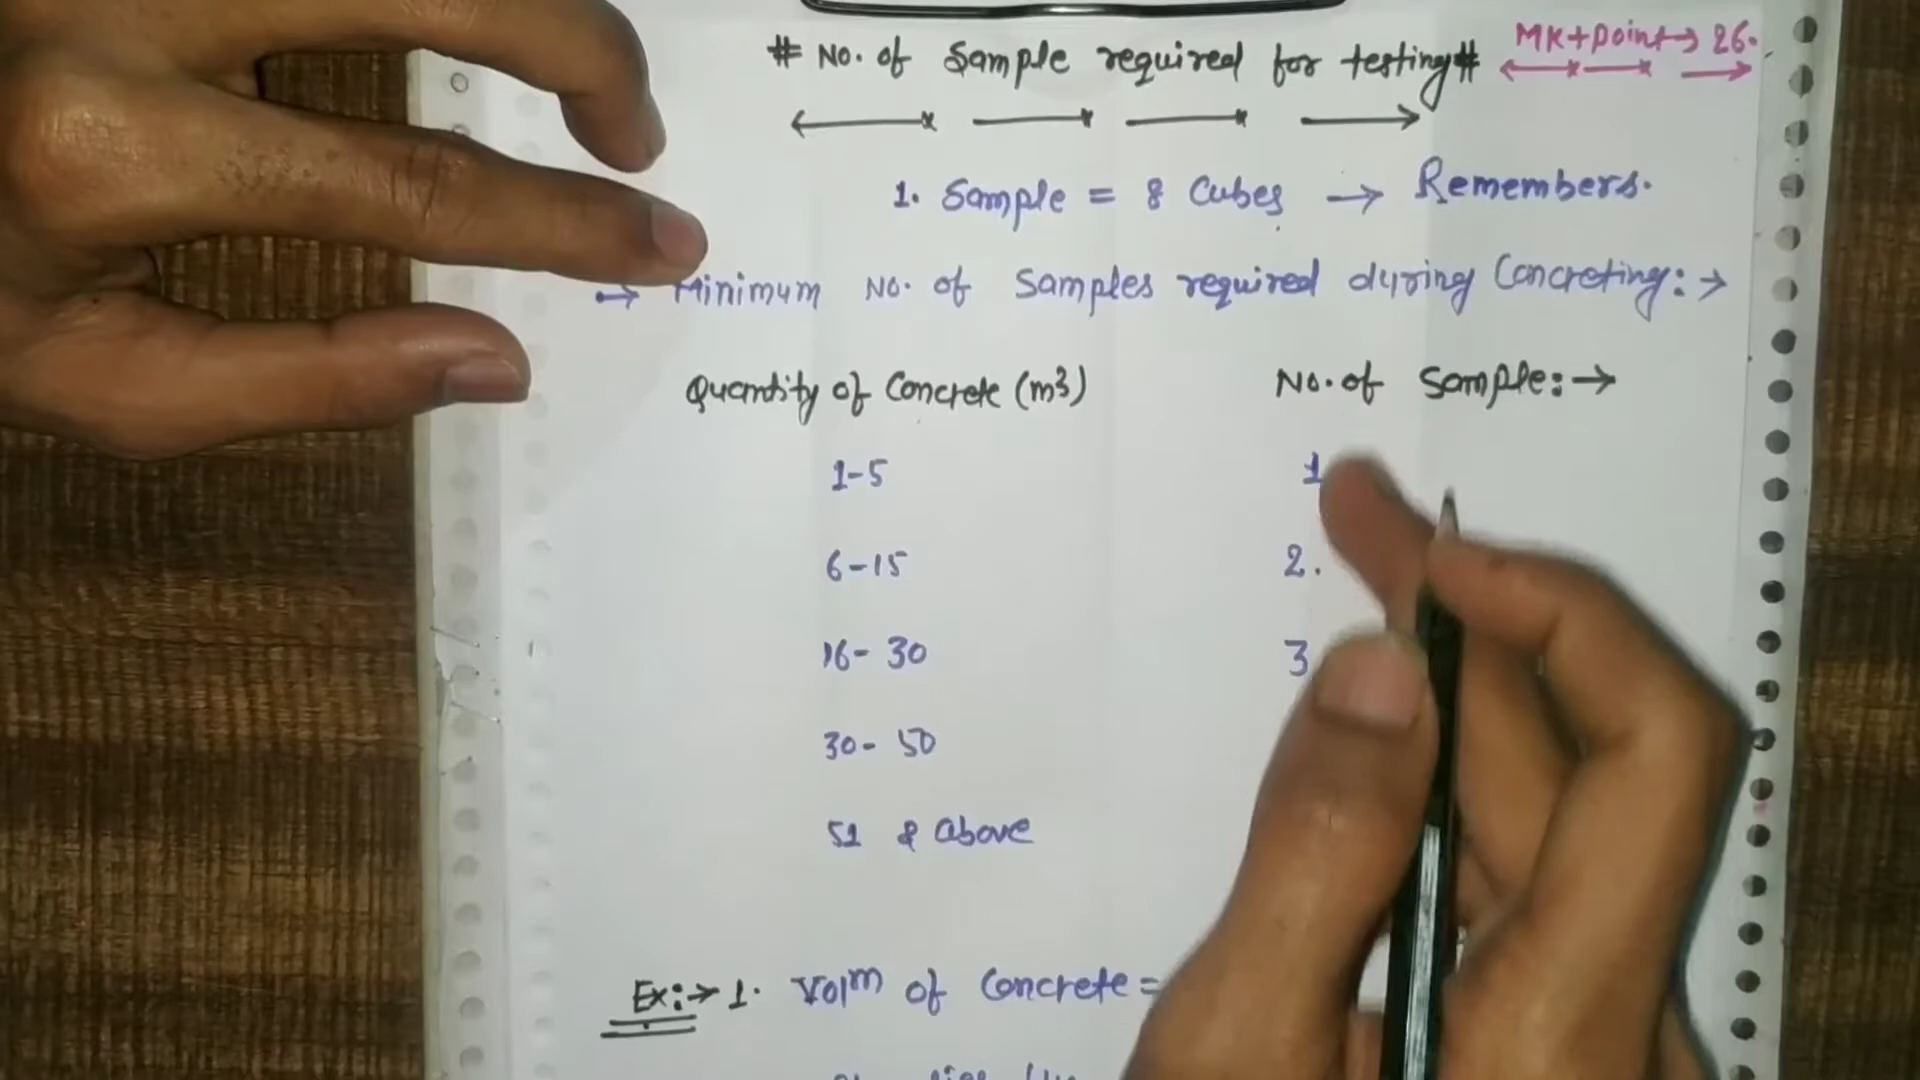 # No. of Sample required for testing#
MK+Point→ 26.
1. Sample = 8 Cubes → Remembers.
→ Minimum No. of Samples required during Concreting:→
Quantity of Concrete (m³) No. of Sample:→
1-5 1
6-15 2.
16- 30 3
30- 50
51 & above
Ex:→ 1. Volm of Concrete=